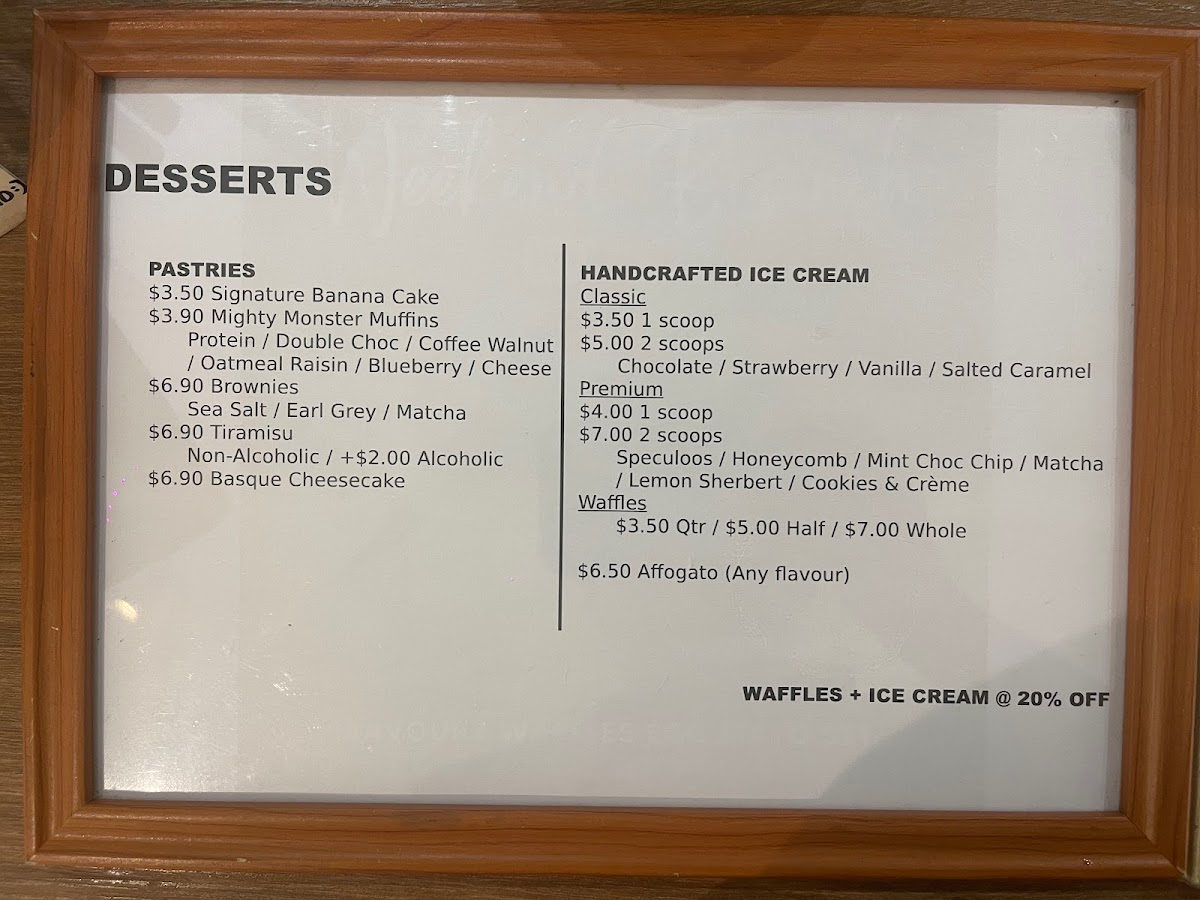 DESSERTS
PASTRIES
$3.50 Signature Banana Cake
$3.90 Mighty Monster Muffins
Protein / Double Choc / Coffee Walnut
/ Oatmeal Raisin / Blueberry / Cheese
$6.90 Brownies
Sea Salt / Earl Grey / Matcha
$6.90 Tiramisu
Non-Alcoholic / +$2.00 Alcoholic
$6.90 Basque Cheesecake
HANDCRAFTED ICE CREAM
Classic
$3.50 1 scoop
$5.00 2 scoops
Chocolate / Strawberry / Vanilla / Salted Caramel
Premium
$4.00 1 scoop
$7.00 2 scoops
Speculoos / Honeycomb / Mint Choc Chip / Matcha
/ Lemon Sherbert / Cookies & Crème
Waffles
$3.50 Qtr / $5.00 Half / $7.00 Whole
$6.50 Affogato (Any flavour)
WAFFLES + ICE CREAM @ 20% OFF